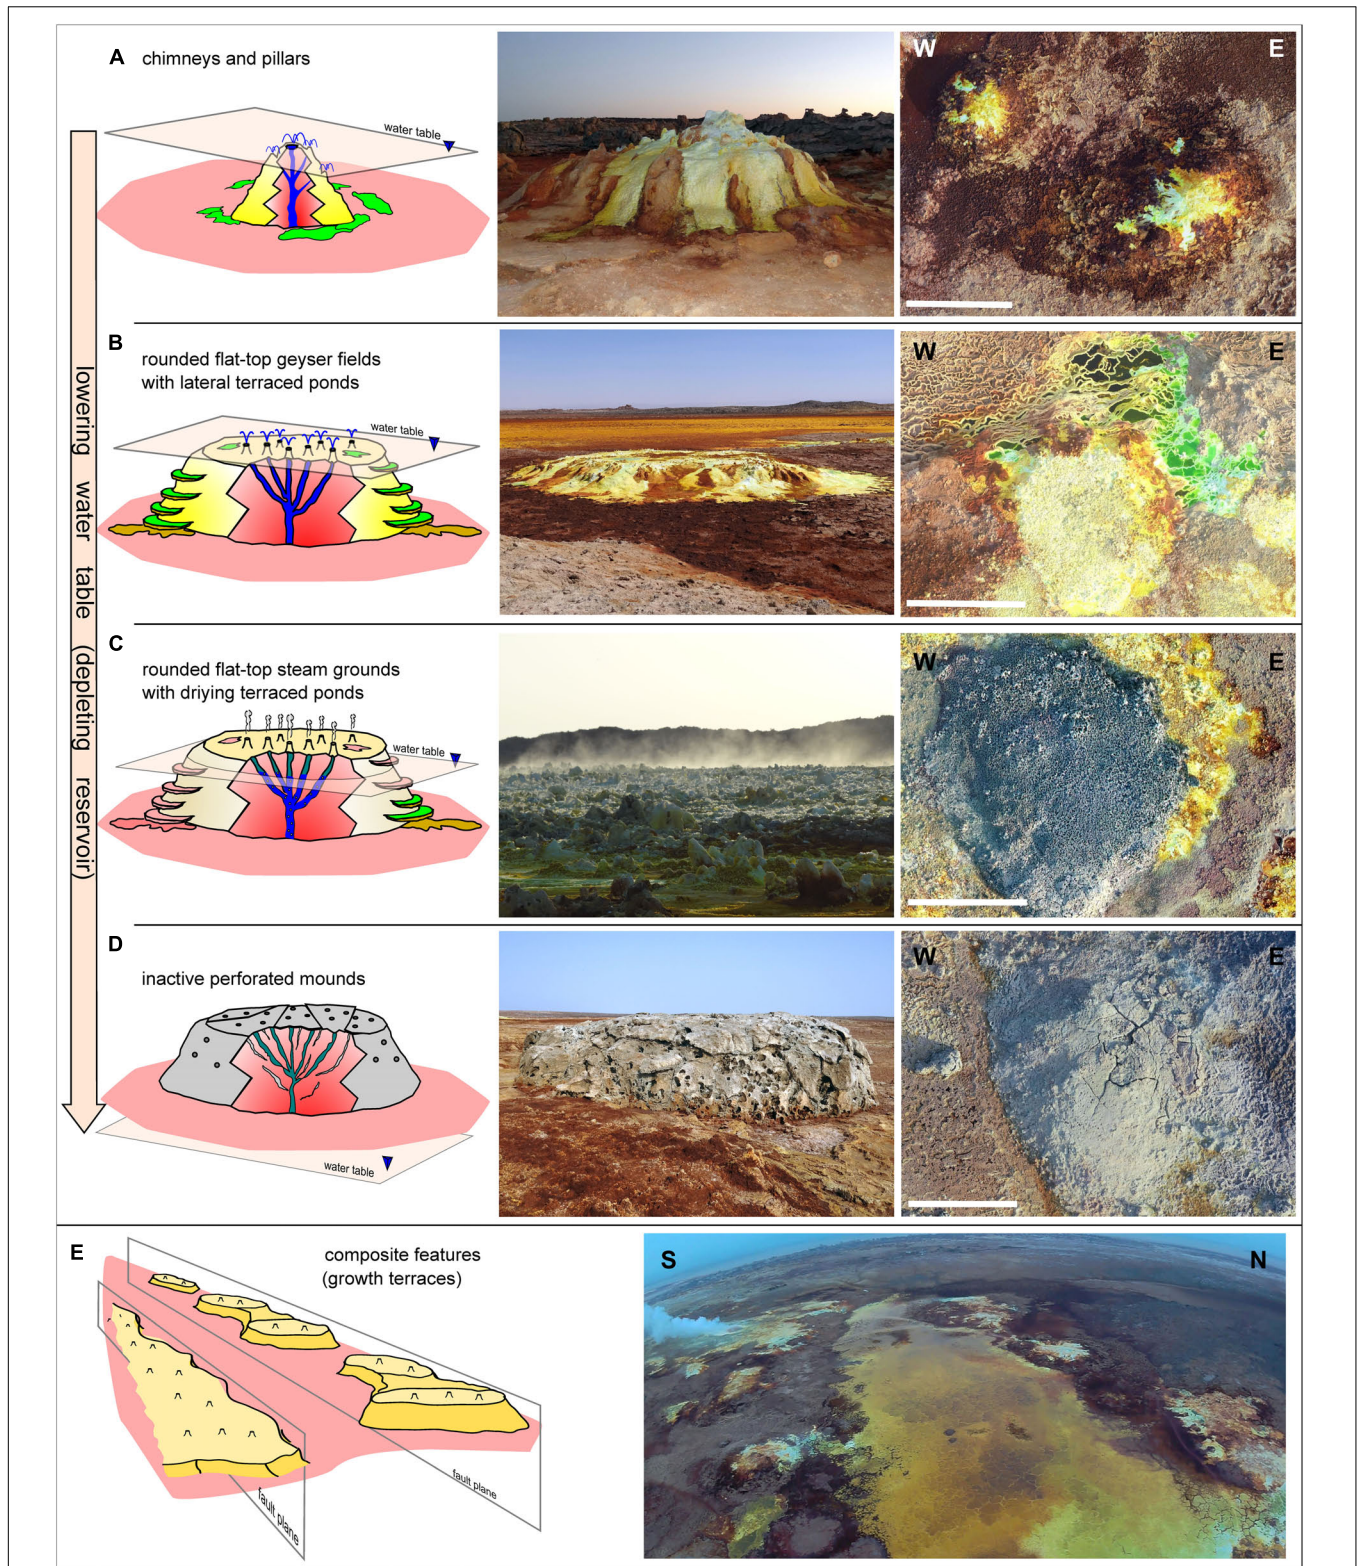 A chimneys and pillars
W E
water table
B
W E
rounded flat-top geyser fields
with lateral terraced ponds
water table
lowering water table (depleting reservoir)
C
W E
rounded flat-top steam grounds
with driying terraced ponds
water table
D
W E
inactive perforated mounds
water table
E composite features
(growth terraces)
S N
fault plane
fault plane